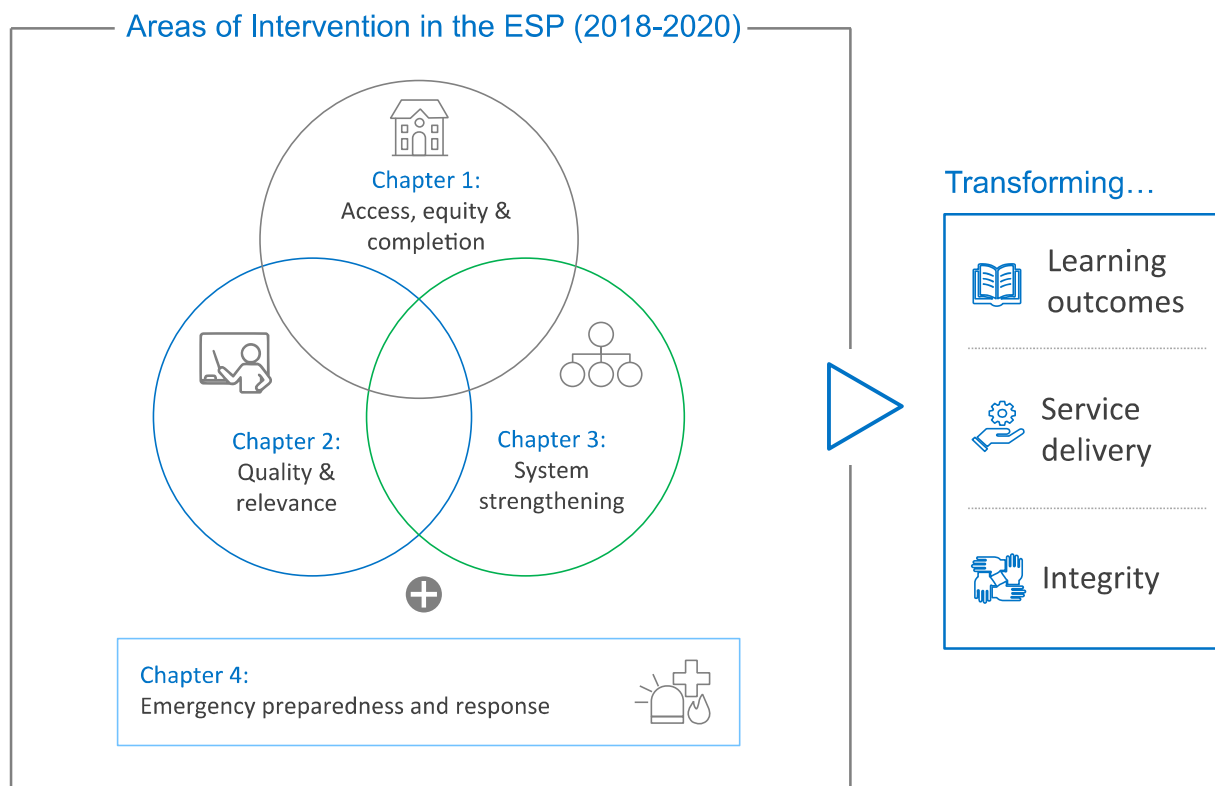 Areas of Intervention in the ESP (2018-2020)
Chapter 1:
Access, equity &
completion
Chapter 2:
Quality &
relevance
Chapter 3:
System
strengthening
Chapter 4:
Emergency preparedness and response
Transforming…
Learning
outcomes
Service
delivery
Integrity